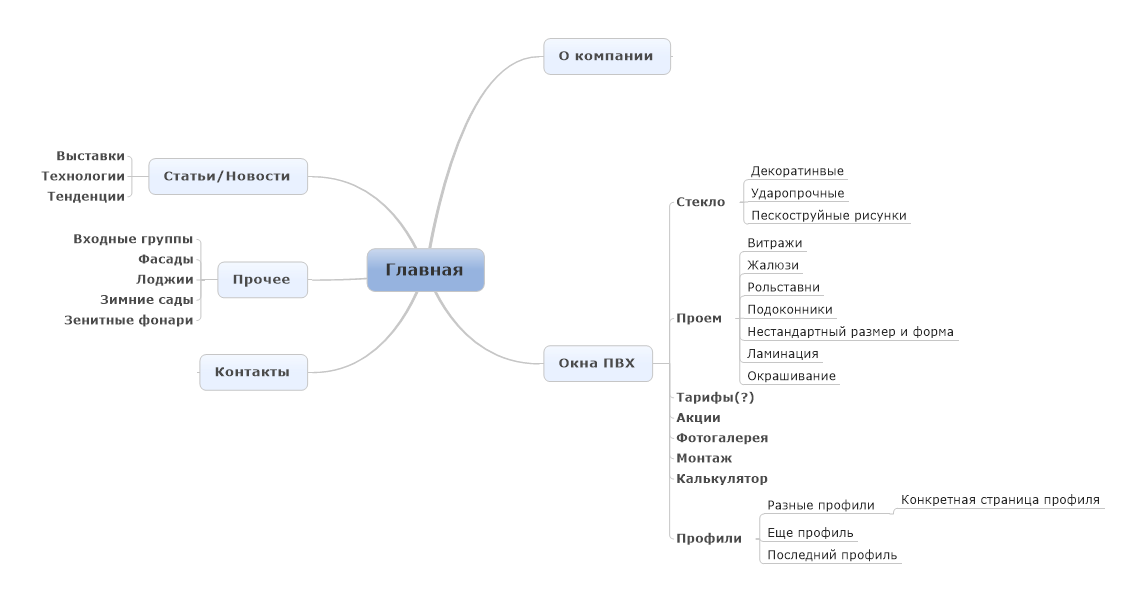 О компании
Выставки
Технологии
Тенденции
Статьи/Новости
Входные группы
Фасады
Лоджии
Зимние сады
Зенитные фонари
Прочее
Контакты
Главная
Окна ПВХ
Стекло
Декоратинвые
Ударопрочные
Пескоструйные рисунки
Проем
Витражи
Жалюзи
Рольставни
Подоконники
Нестандартный размер и форма
Ламинация
Окрашивание
Тарифы(?)
Акции
Фотогалерея
Монтаж
Калькулятор
Профили
Разные профили
Конкретная страница профиля
Еще профиль
Последний профиль